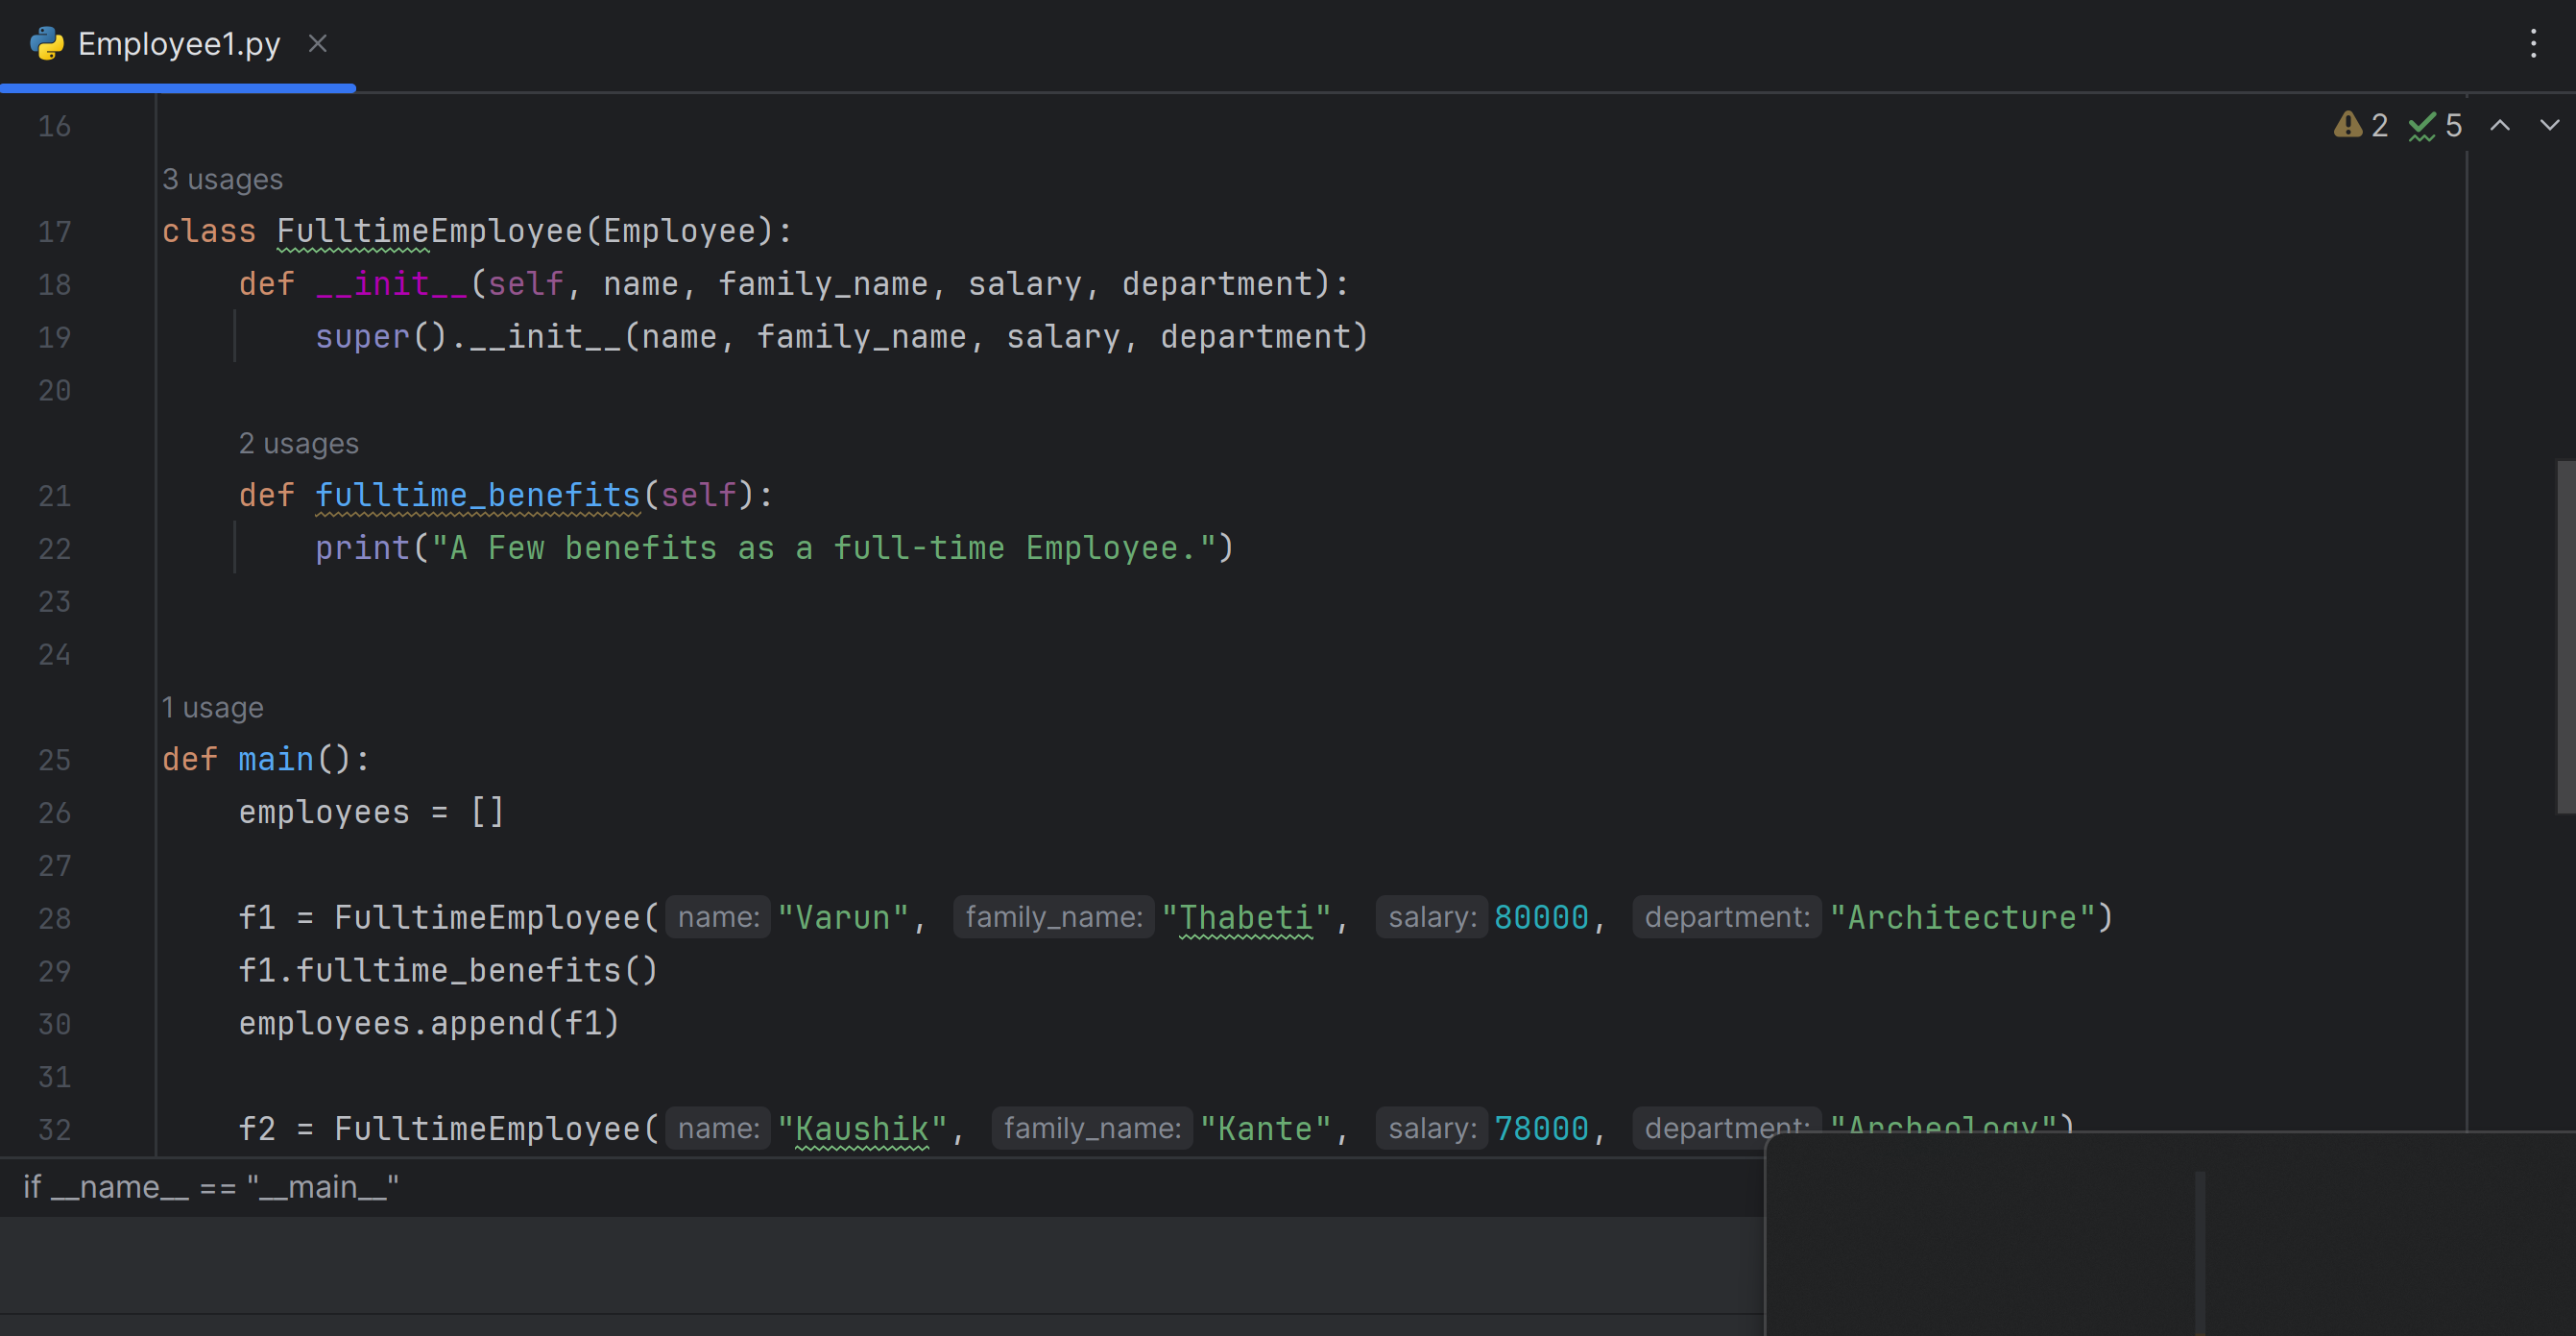 Employee1.py
2 5
16
3 usages
17 class FulltimeEmployee(Employee):
18 def __init__(self, name, family_name, salary, department):
19 super().__init__(name, family_name, salary, department)
20
2 usages
21 def fulltime_benefits(self):
22 print("A Few benefits as a full-time Employee.")
23
24
1 usage
25 def main():
26 employees = []
27
28 f1 = FulltimeEmployee( name: "Varun", family_name: "Thabeti", salary: 80000, department: "Architecture")
29 f1.fulltime_benefits()
30 employees.append(f1)
31
32 f2 = FulltimeEmployee( name: "Kaushik", family_name: "Kante", salary: 78000, department: "Archeology")
if __name__ == "__main__"